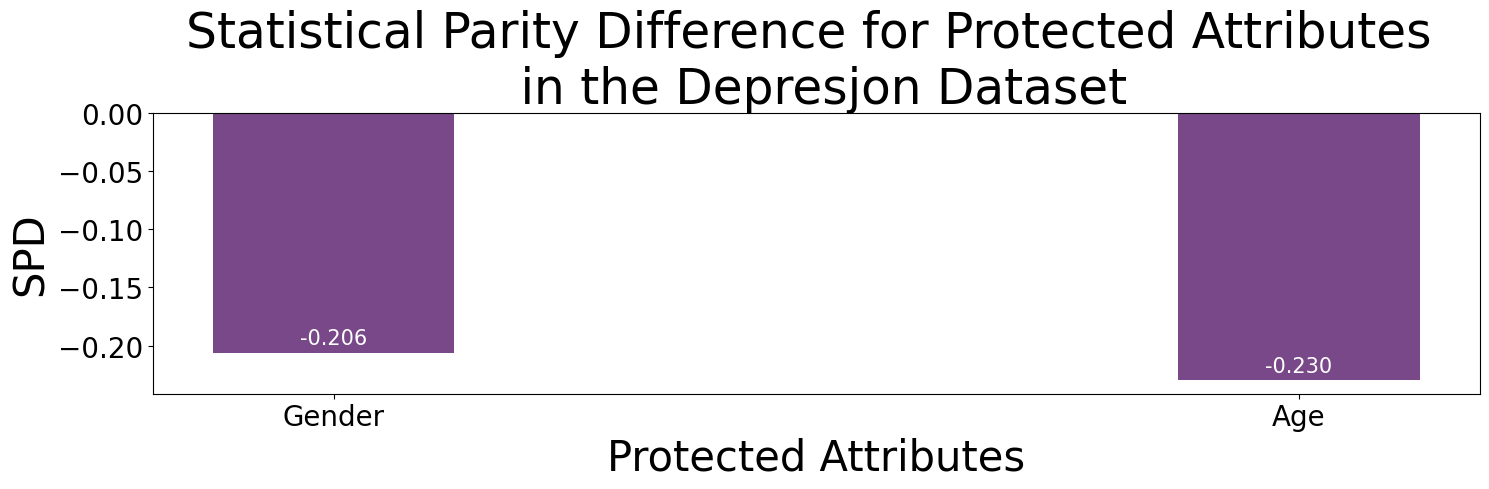 Statistical Parity Difference for Protected Attributes
in the Depresjon Dataset
SPD
0.00
−0.05
−0.10
−0.15
−0.20
-0.206
-0.230
Gender
Age
Protected Attributes